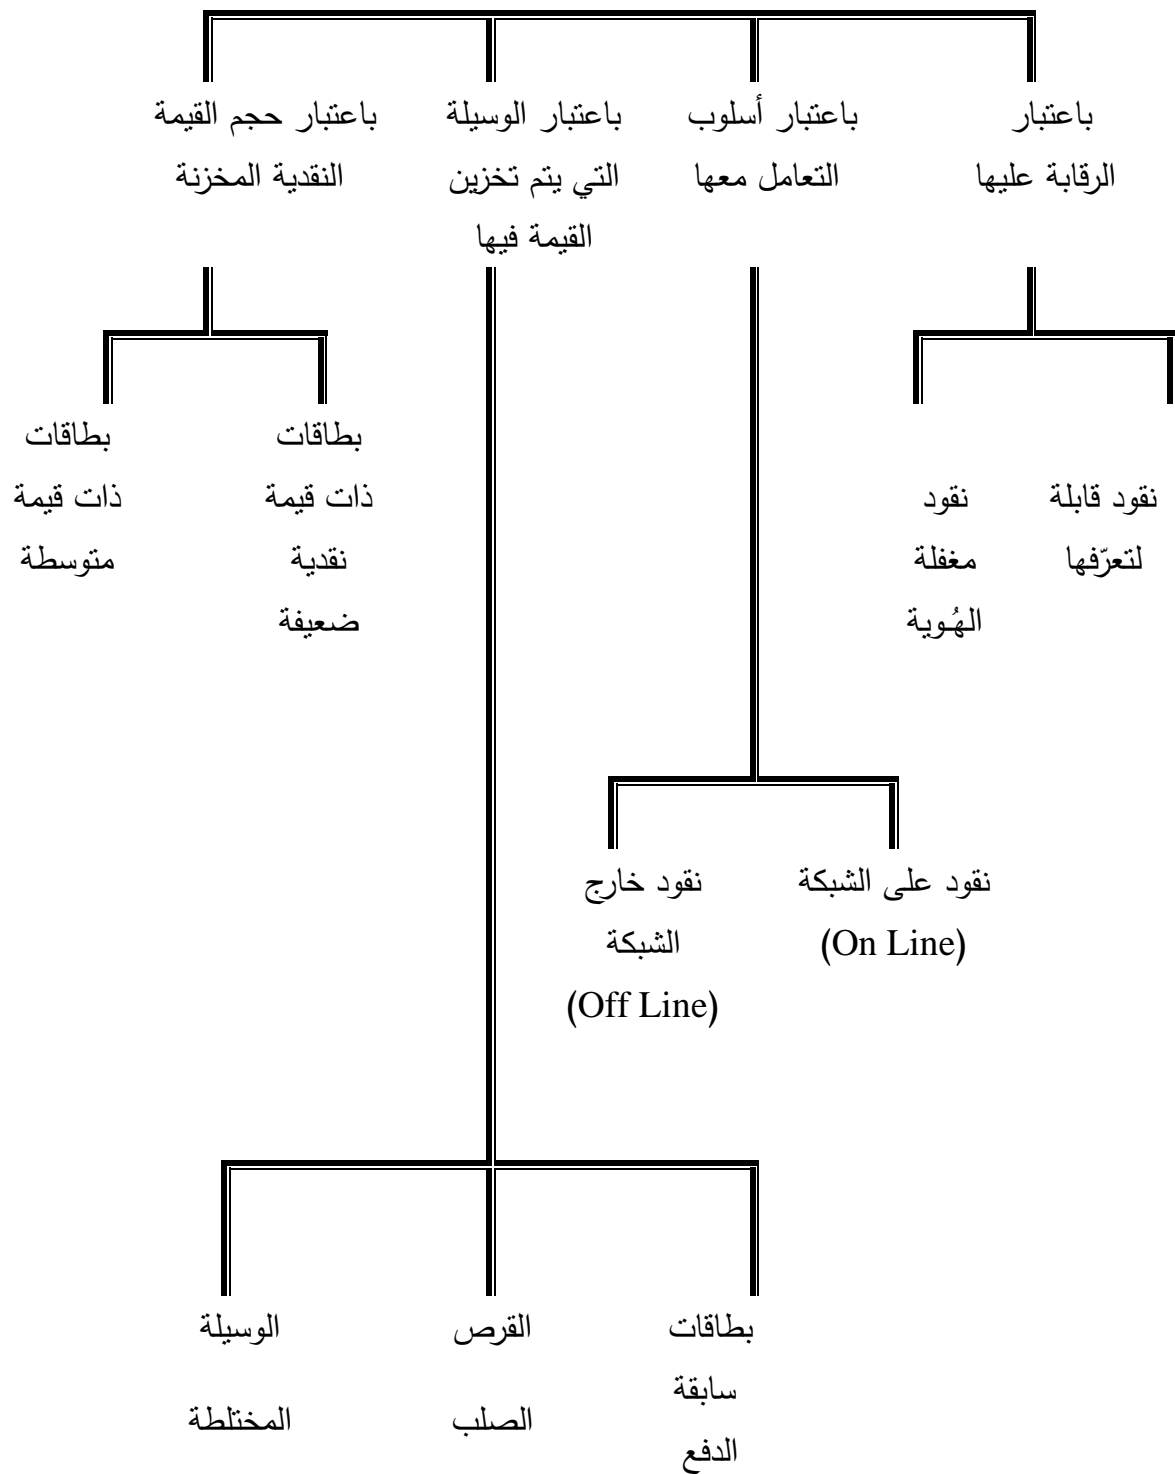 باعتبار
الرقابة عليها
باعتبار أسلوب
التعامل معها
باعتبار الوسيلة
التي يتم تخزين
القيمة فيها
باعتبار حجم القيمة
النقدية المخزنة
نقود قابلة
لتعرّفها
نقود
مغفلة
الهُوية
بطاقات
ذات قيمة
نقدية
ضعيفة
بطاقات
ذات قيمة
متوسطة
نقود على الشبكة
(On Line)
نقود خارج
الشبكة
(Off Line)
بطاقات
سابقة
الدفع
القرص
الصلب
الوسيلة
المختلطة